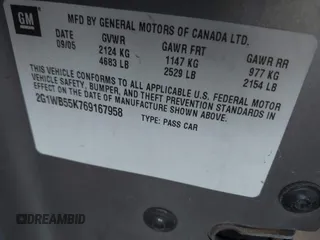 GM
MFD BY GENERAL MOTORS OF CANADA LTD.
DATE GVWR GAWR FRT GAWR RR
09/05 2124 KG 1147 KG 977 KG
4683 LB 2529 LB 2154 LB
THIS VEHICLE CONFORMS TO ALL APPLICABLE U.S. FEDERAL MOTOR
VEHICLE SAFETY, BUMPER, AND THEFT PREVENTION STANDARDS IN
EFFECT ON THE DATE OF MANUFACTURE SHOWN ABOVE.
2G1WB55K769167958 TYPE: PASS CAR
DREAMBID